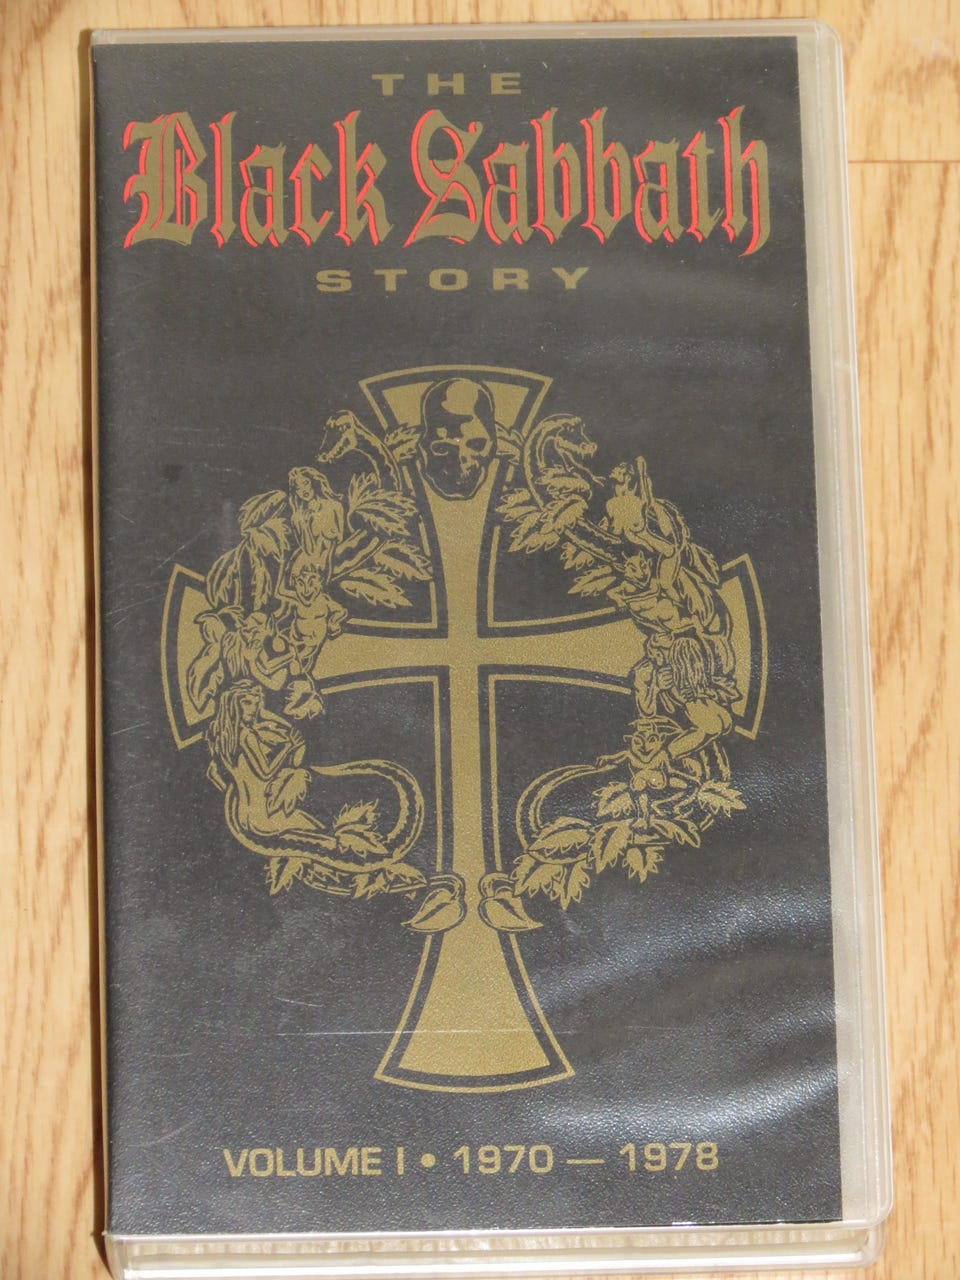 THE
Black Sabbath
STORY
VOLUME I • 1970 — 1978